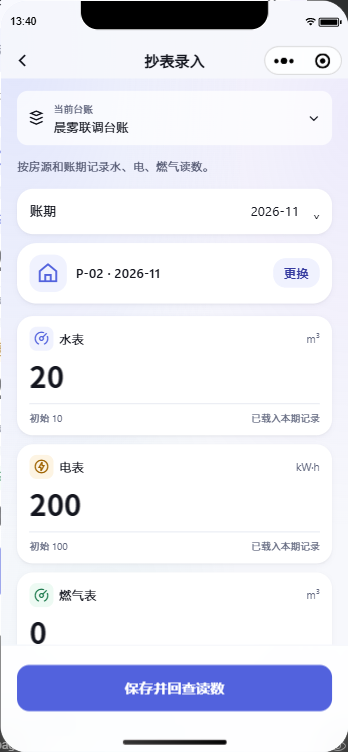 13:40
抄表录入
当前台账
晨雾联调台账
按房源和账期记录水、电、燃气读数。
账期 2026-11
P-02 · 2026-11 更换
水表 m³
20
初始 10 已载入本期记录
电表 kW·h
200
初始 100 已载入本期记录
燃气表 m³
0
保存并回查读数